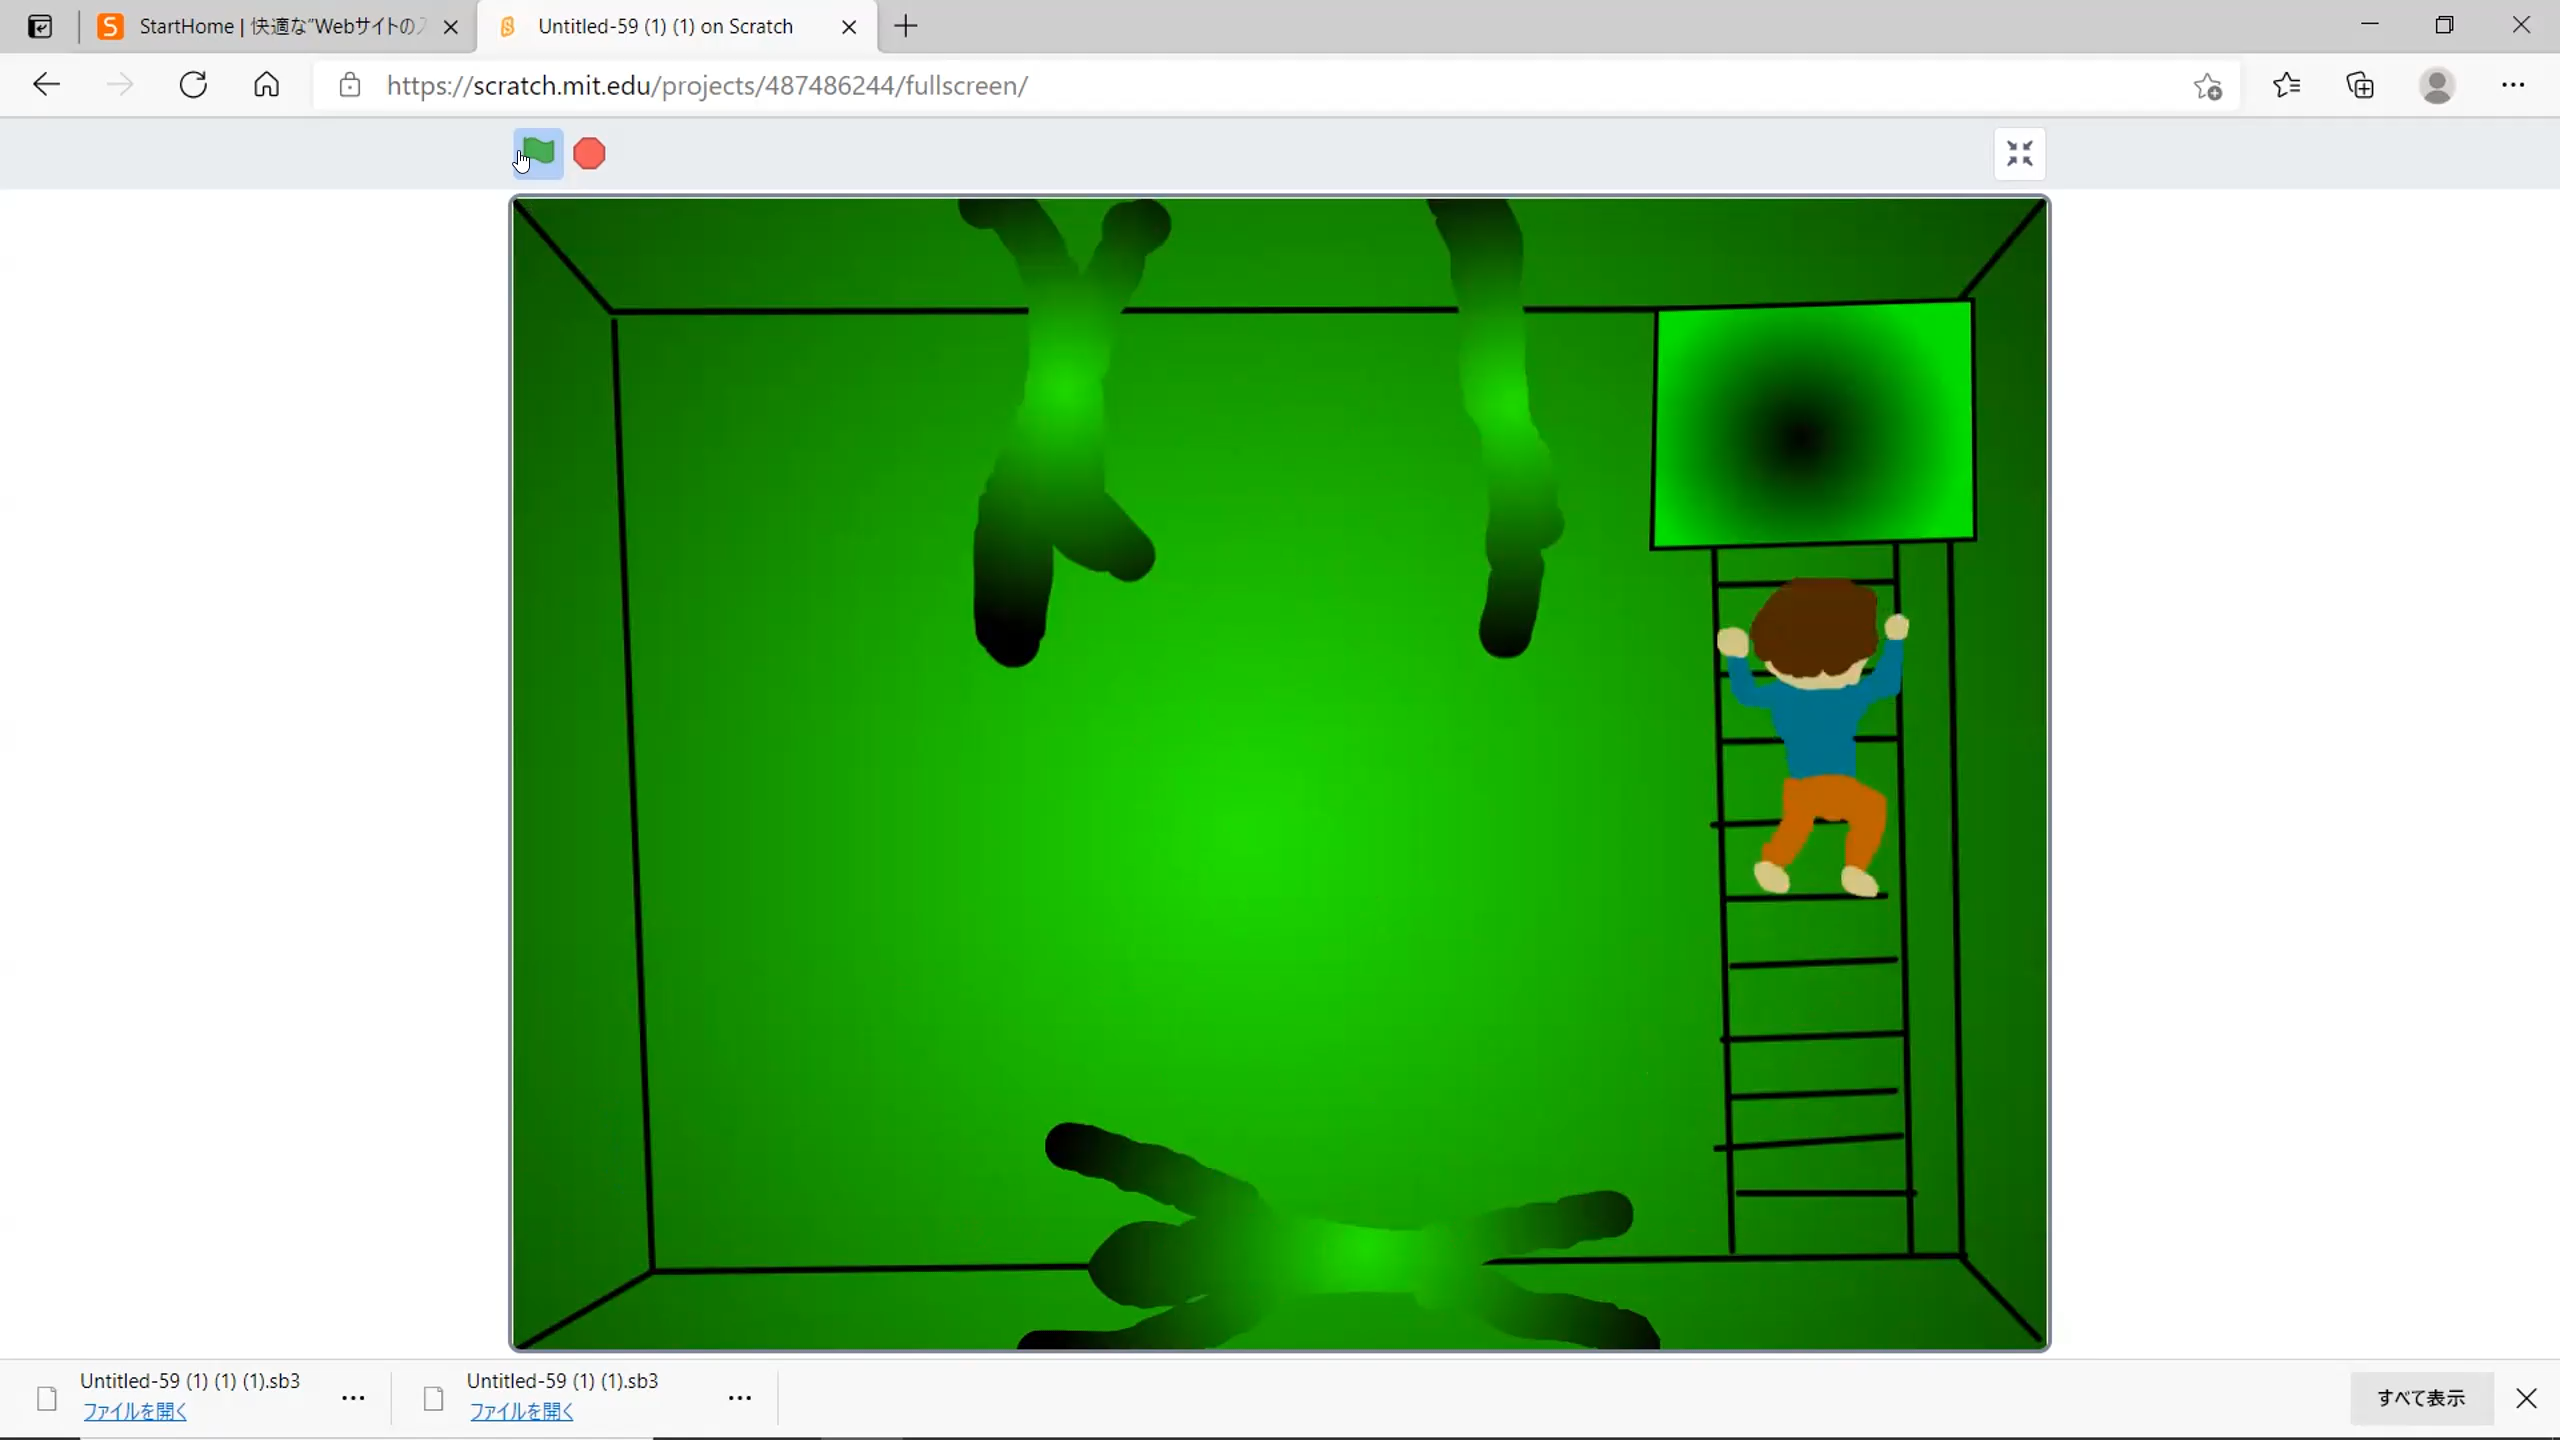 StartHome | 快適な"Webサイトのス
Untitled-59 (1) (1) on Scratch
https://scratch.mit.edu/projects/487486244/fullscreen/
Untitled-59 (1) (1) (1).sb3
ファイルを開く
Untitled-59 (1) (1).sb3
ファイルを開く
すべて表示